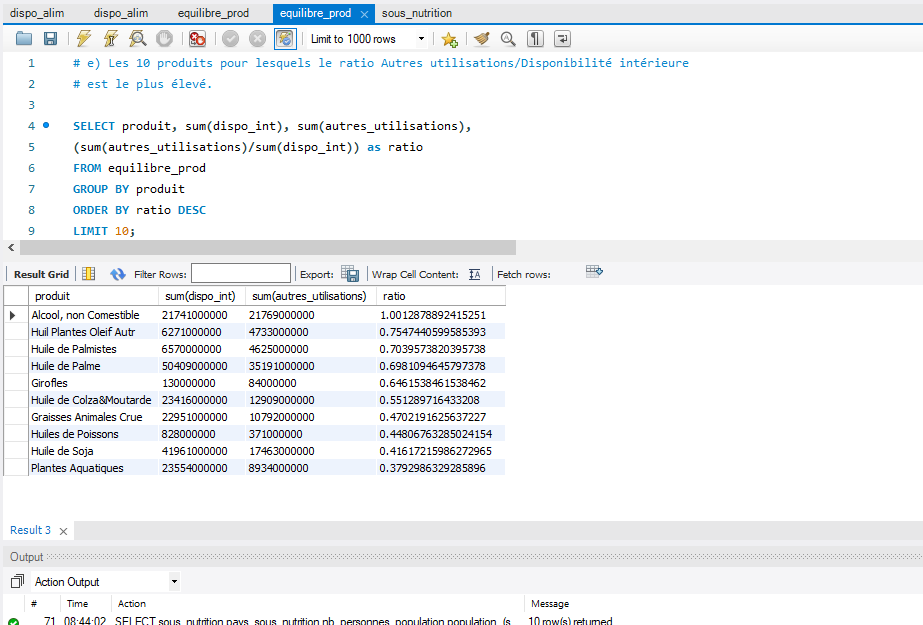 dispo_alim dispo_alim equilibre_prod equilibre_prod sous_nutrition
Limit to 1000 rows
1 # e) Les 10 produits pour lesquels le ratio Autres utilisations/Disponibilité intérieure
2 # est le plus élevé.
3
4 SELECT produit, sum(dispo_int), sum(autres_utilisations),
5 (sum(autres_utilisations)/sum(dispo_int)) as ratio
6 FROM equilibre_prod
7 GROUP BY produit
8 ORDER BY ratio DESC
9 LIMIT 10;
Result Grid Filter Rows: Export: Wrap Cell Content: IA Fetch rows:
produit sum(dispo_int) sum(autres_utilisations) ratio
Alcool, non Comestible 21741000000 21769000000 1.0012878892415251
Huil Plantes Oleif Autr 6271000000 4733000000 0.7547440599585393
Huile de Palmistes 6570000000 4625000000 0.7039573820395738
Huile de Palme 50409000000 35191000000 0.6981094645797378
Girofles 130000000 84000000 0.6461538461538462
Huile de Colza&Moutarde 23416000000 12909000000 0.551289716433208
Graisses Animales Crue 22951000000 10792000000 0.4702191625637227
Huiles de Poissons 828000000 371000000 0.44806763285024154
Huile de Soja 41961000000 17463000000 0.41617215986272965
Plantes Aquatiques 23554000000 8934000000 0.3792986329285896
Result 3
Output
Action Output
# Time Action Message
71 08:44:02 SELECT sous_nutrition.pays, sous_nutrition.nb_personnes, population.population, (s 10 row(s) returned